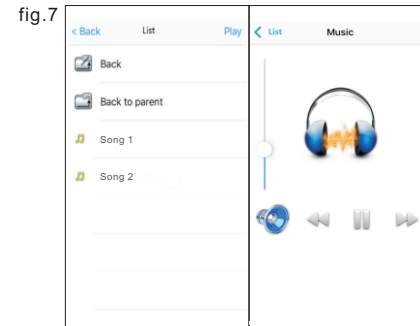 fig.7
< Back List Play
Back
Back to parent
Song 1
Song 2
< List Music